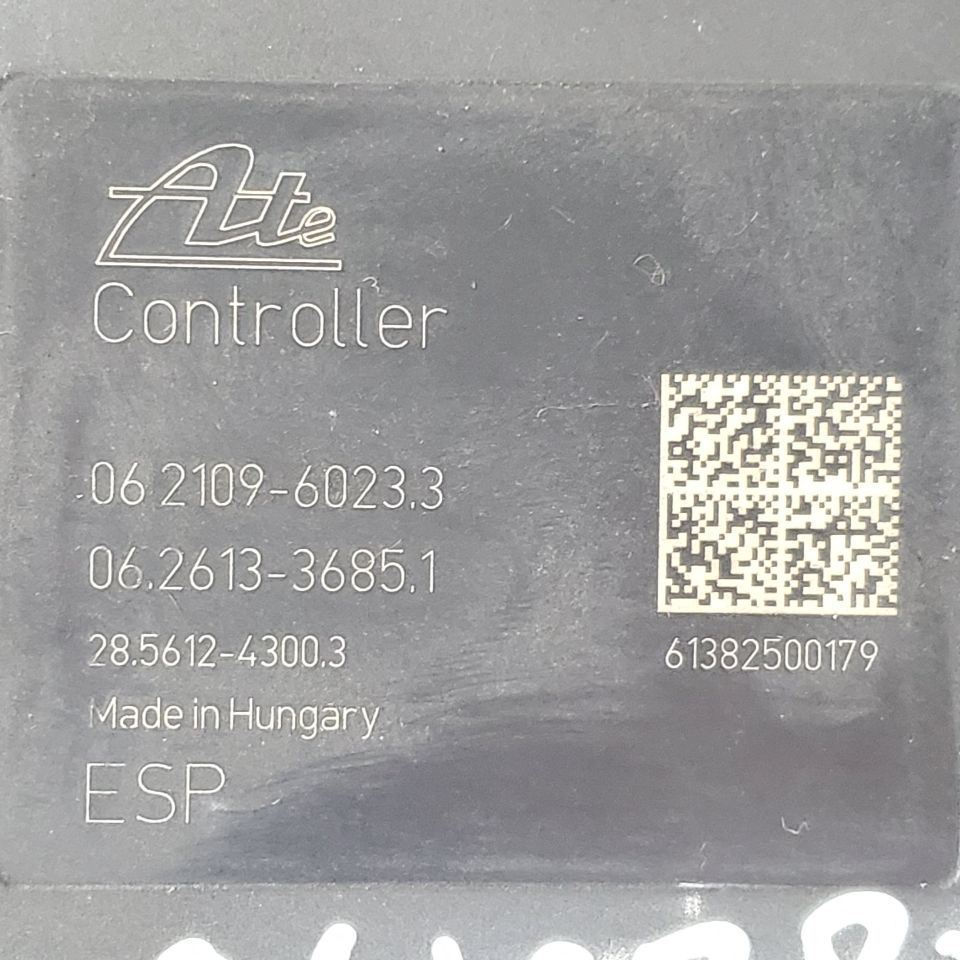 Ate
Controller
06.2109-6023.3
06.2613-3685.1
28.5612-4300.3
61382500179
Made in Hungary
ESP